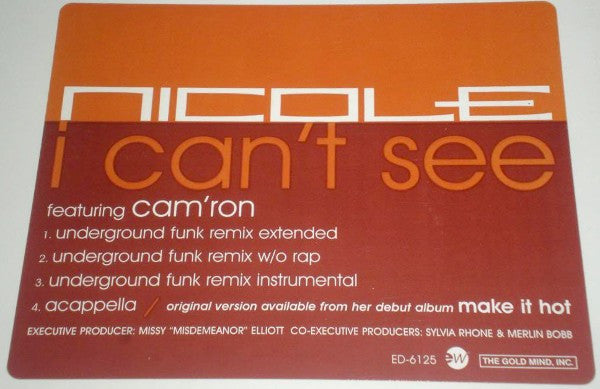 NICOLE
i can't see
featuring cam'ron
1. underground funk remix extended
2. underground funk remix w/o rap
3. underground funk remix instrumental
4. acappella / original version available from her debut album make it hot
EXECUTIVE PRODUCER: MISSY "MISDEMEANOR" ELLIOTT CO-EXECUTIVE PRODUCERS: SYLVIA RHONE & MERLIN BOBB
ED-6125 EW THE GOLD MIND, INC.